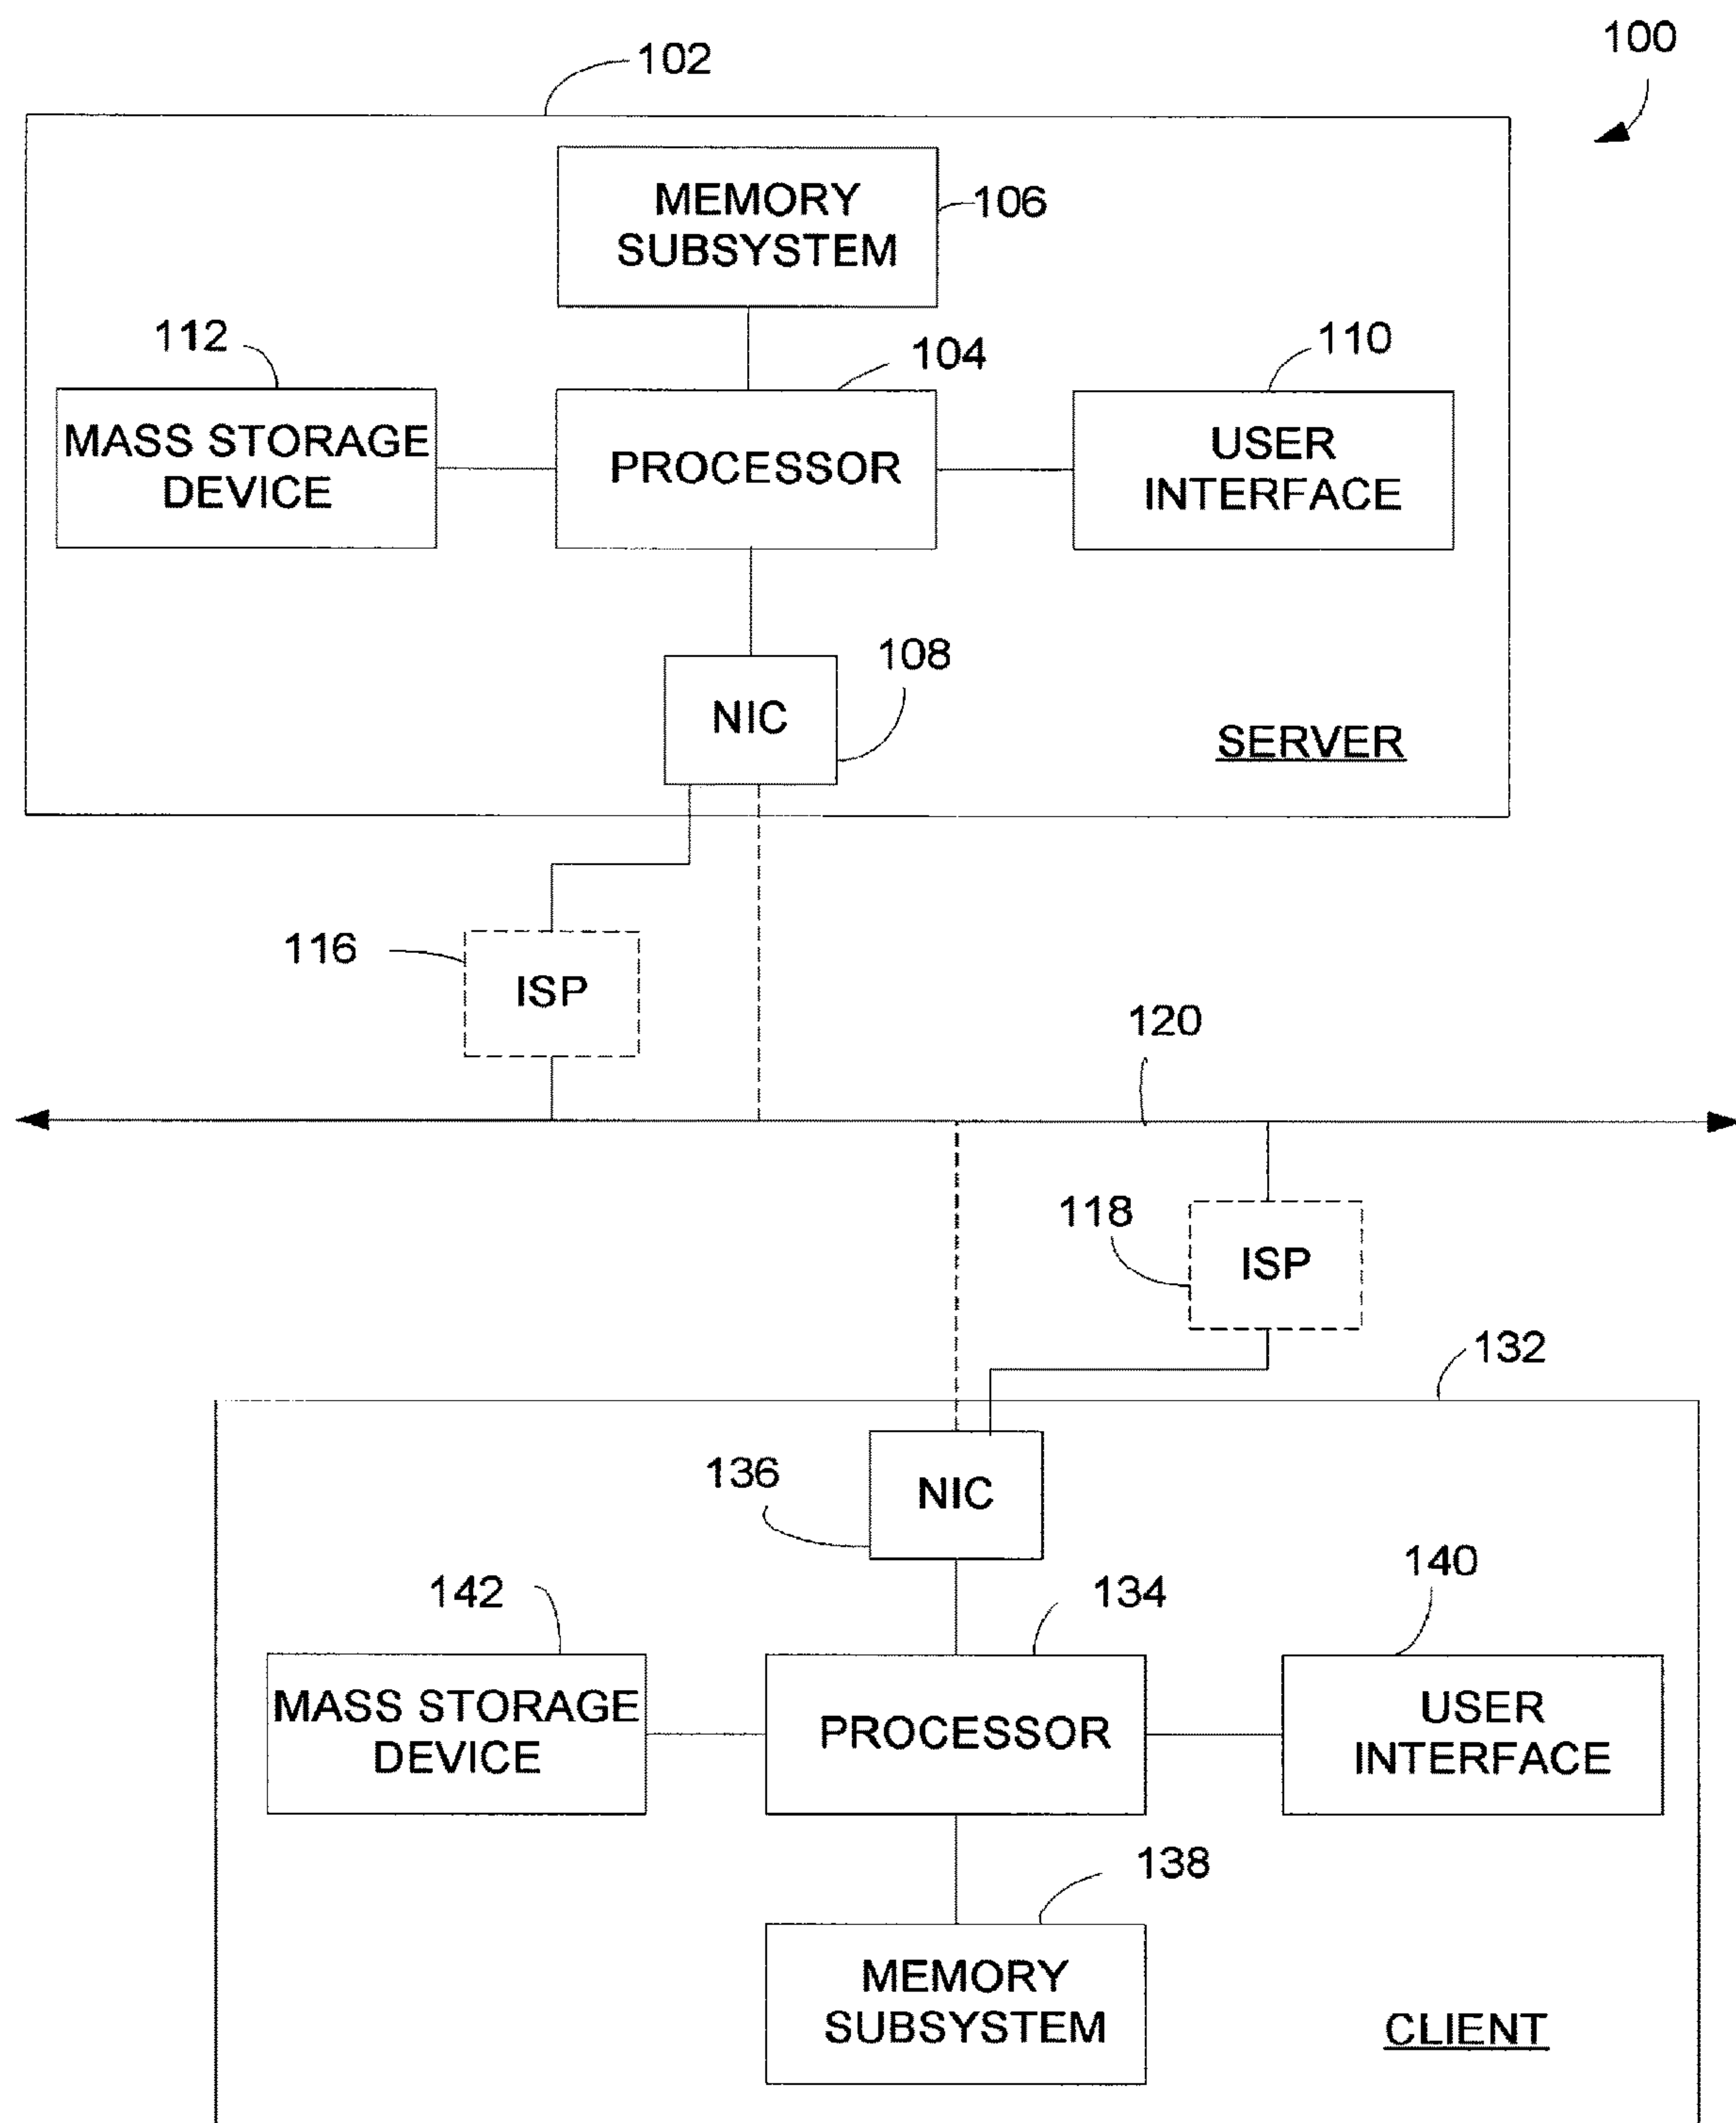 100
102
MEMORY
SUBSYSTEM
106
112
104
110
MASS STORAGE
DEVICE
PROCESSOR
USER
INTERFACE
108
NIC
SERVER
116
ISP
120
118
ISP
132
136
NIC
142
134
140
MASS STORAGE
DEVICE
PROCESSOR
USER
INTERFACE
138
MEMORY
SUBSYSTEM
CLIENT